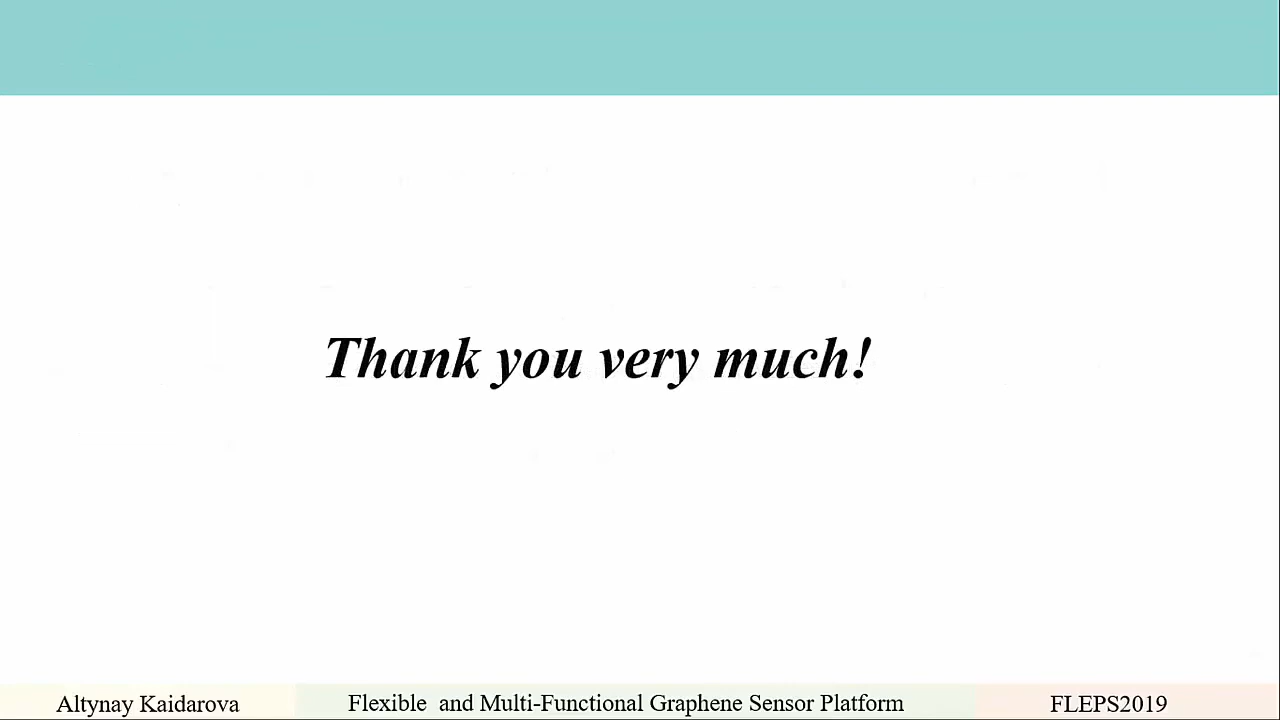 Thank you very much!
Altynay Kaidarova
Flexible and Multi-Functional Graphene Sensor Platform
FLEPS2019